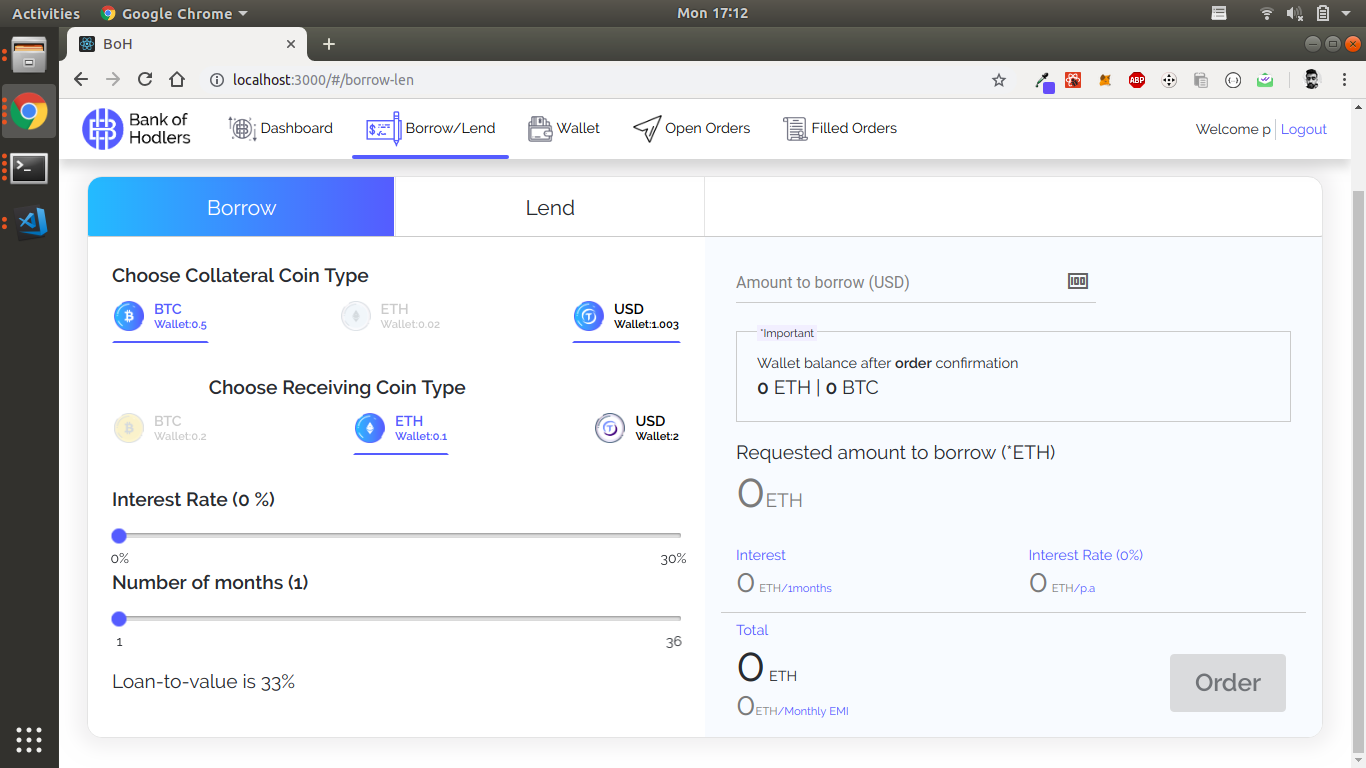 Activities Google Chrome Mon 17:12
BoH
localhost:3000/#/borrow-len
ABP
Bank of
Hodlers
Dashboard Borrow/Lend Wallet Open Orders Filled Orders Welcome p Logout
Borrow Lend
Choose Collateral Coin Type
BTC ETH USD
Wallet:0.5 Wallet:0.02 Wallet:1.003
Choose Receiving Coin Type
BTC ETH USD
Wallet:0.2 Wallet:0.1 Wallet:2
Interest Rate (0 %)
0% 30%
Number of months (1)
1 36
Loan-to-value is 33%
Amount to borrow (USD)
*Important
Wallet balance after order confirmation
0 ETH | 0 BTC
Requested amount to borrow (*ETH)
0 ETH
Interest Interest Rate (0%)
0 ETH/1months 0 ETH/p.a
Total
0 ETH
0 ETH/Monthly EMI
Order